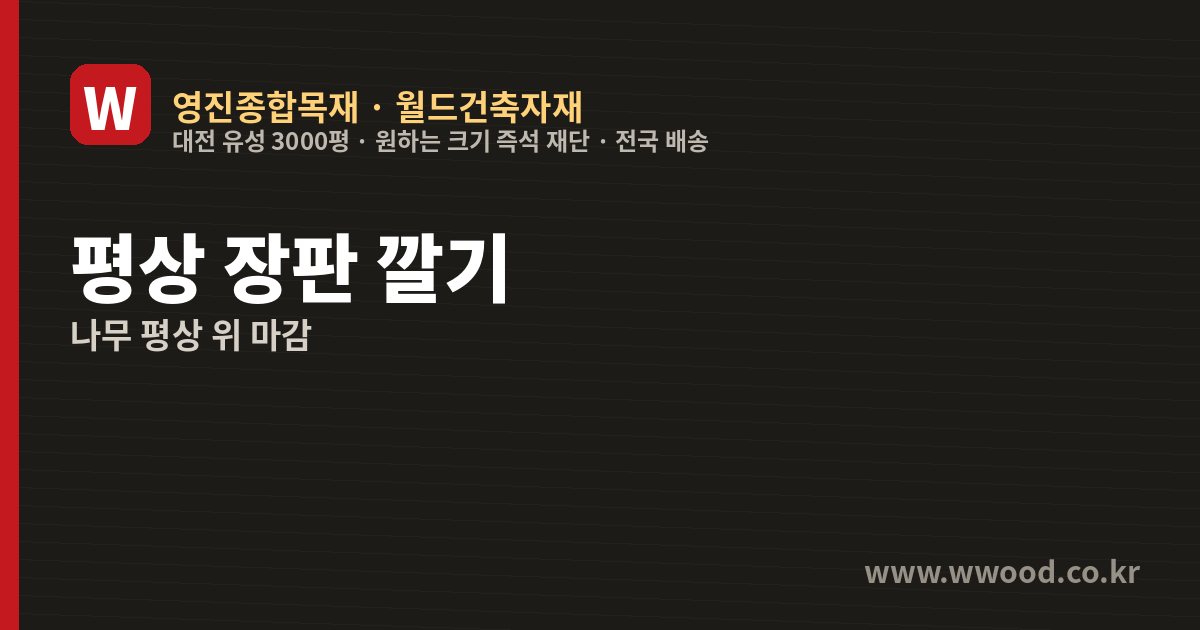 W
영진종합목재 · 월드건축자재
대전 유성 3000평 · 원하는 크기 즉석 재단 · 전국 배송
평상 장판 깔기
나무 평상 위 마감
www.wwood.co.kr